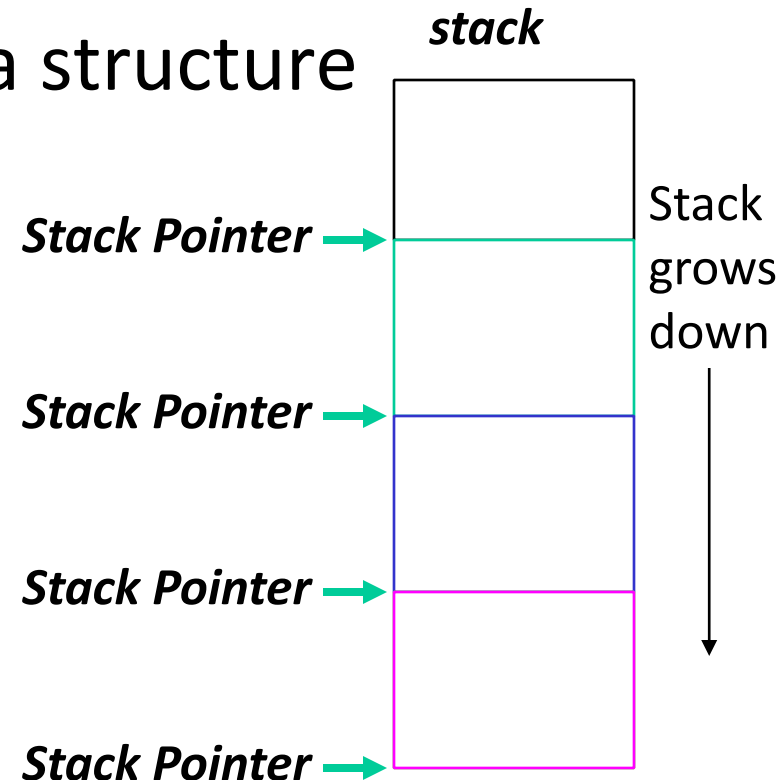 a structure
stack
Stack Pointer
Stack
grows
down
Stack Pointer
Stack Pointer
Stack Pointer